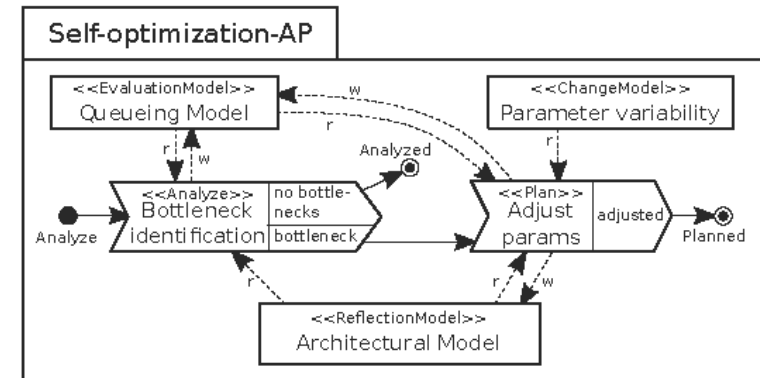 Self-optimization-AP
<<EvaluationModel>>
Queueing Model
<<ChangeModel>>
Parameter variability
w
r
r
w
r
Analyzed
<<Analyze>>
Bottleneck
identification
no bottle-
necks
bottleneck
<<Plan>>
Adjust
params
adjusted
Analyze
Planned
r
r
w
<<ReflectionModel>>
Architectural Model